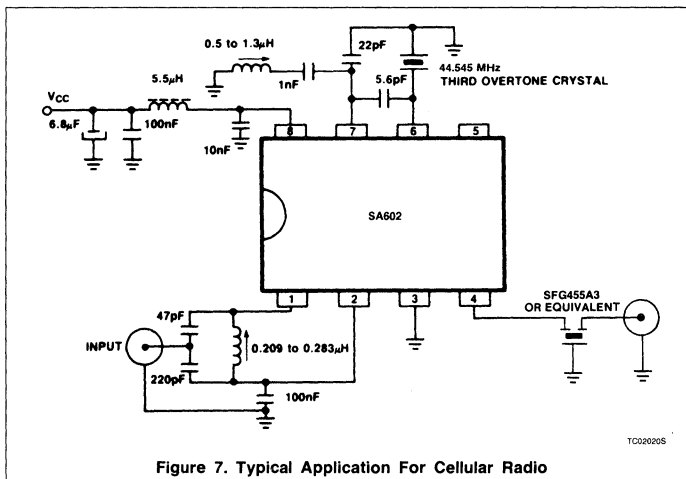 0.5 to 1.3μH
22pF
1nF
5.6pF
44.545 MHz
THIRD OVERTONE CRYSTAL
5.5μH
VCC
6.8μF
100nF
10nF
8
7
6
5
SA602
1
2
3
4
47pF
INPUT
0.209 to 0.283μH
220pF
100nF
SFG455A3
OR EQUIVALENT
TC02020S
Figure 7. Typical Application For Cellular Radio